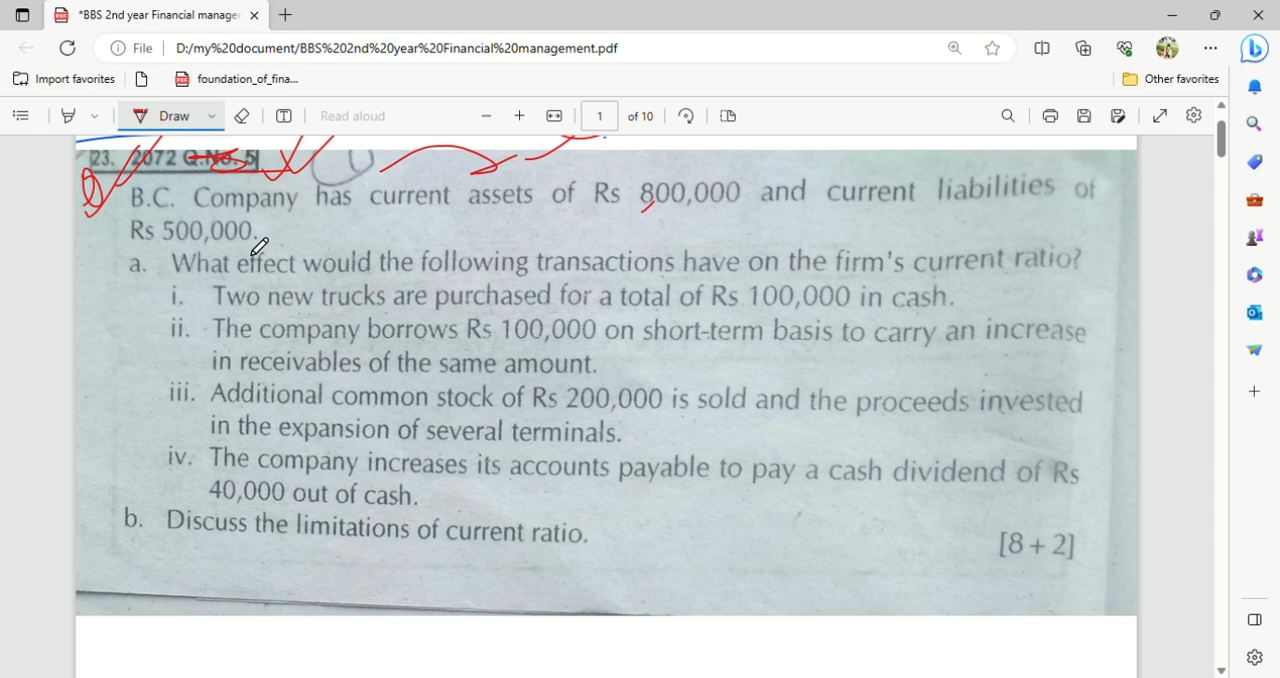 *BBS 2nd year Financial manager
File
D:/my%20document/BBS%202nd%20year%20Financial%20management.pdf
Import favorites
foundation_of_fina...
Other favorites
Draw
Read aloud
1
of 10
23. 2072 Q.No. 5
B.C. Company has current assets of Rs 800,000 and current liabilities of
Rs 500,000.
a. What effect would the following transactions have on the firm's current ratio?
i. Two new trucks are purchased for a total of Rs 100,000 in cash.
ii. The company borrows Rs 100,000 on short-term basis to carry an increase
in receivables of the same amount.
iii. Additional common stock of Rs 200,000 is sold and the proceeds invested
in the expansion of several terminals.
iv. The company increases its accounts payable to pay a cash dividend of Rs
40,000 out of cash.
b. Discuss the limitations of current ratio.
[8 + 2]